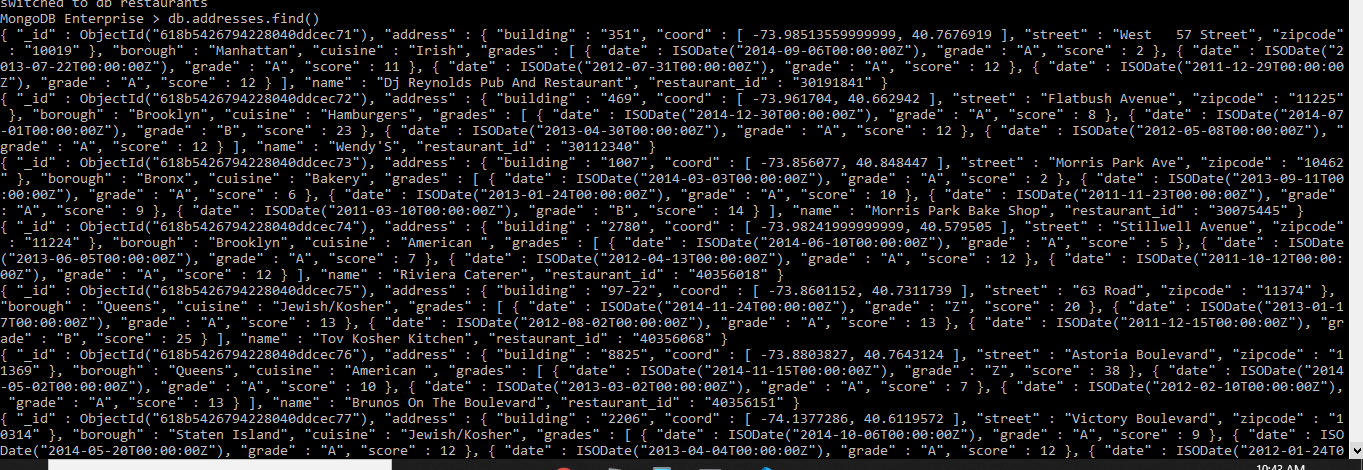 switched to db restaurants
MongoDB Enterprise > db.addresses.find()
{ "_id" : ObjectId("618b5426794228040ddcec71"), "address" : { "building" : "351", "coord" : [ -73.98513559999999, 40.7676919 ], "street" : "West   57 Street", "zipcode"
 : "10019" }, "borough" : "Manhattan", "cuisine" : "Irish", "grades" : [ { "date" : ISODate("2014-09-06T00:00:00Z"), "grade" : "A", "score" : 2 }, { "date" : ISODate("2
013-07-22T00:00:00Z"), "grade" : "A", "score" : 11 }, { "date" : ISODate("2012-07-31T00:00:00Z"), "grade" : "A", "score" : 12 }, { "date" : ISODate("2011-12-29T00:00:00
Z"), "grade" : "A", "score" : 12 } ], "name" : "Dj Reynolds Pub And Restaurant", "restaurant_id" : "30191841" }
{ "_id" : ObjectId("618b5426794228040ddcec72"), "address" : { "building" : "469", "coord" : [ -73.961704, 40.662942 ], "street" : "Flatbush Avenue", "zipcode" : "11225"
 }, "borough" : "Brooklyn", "cuisine" : "Hamburgers", "grades" : [ { "date" : ISODate("2014-12-30T00:00:00Z"), "grade" : "A", "score" : 8 }, { "date" : ISODate("2014-07
-01T00:00:00Z"), "grade" : "B", "score" : 23 }, { "date" : ISODate("2013-04-30T00:00:00Z"), "grade" : "A", "score" : 12 }, { "date" : ISODate("2012-05-08T00:00:00Z"), "
grade" : "A", "score" : 12 } ], "name" : "Wendy'S", "restaurant_id" : "30112340" }
{ "_id" : ObjectId("618b5426794228040ddcec73"), "address" : { "building" : "1007", "coord" : [ -73.856077, 40.848447 ], "street" : "Morris Park Ave", "zipcode" : "10462
" }, "borough" : "Bronx", "cuisine" : "Bakery", "grades" : [ { "date" : ISODate("2014-03-03T00:00:00Z"), "grade" : "A", "score" : 2 }, { "date" : ISODate("2013-09-11T00
:00:00Z"), "grade" : "A", "score" : 6 }, { "date" : ISODate("2013-01-24T00:00:00Z"), "grade" : "A", "score" : 10 }, { "date" : ISODate("2011-11-23T00:00:00Z"), "grade"
: "A", "score" : 9 }, { "date" : ISODate("2011-03-10T00:00:00Z"), "grade" : "B", "score" : 14 } ], "name" : "Morris Park Bake Shop", "restaurant_id" : "30075445" }
{ "_id" : ObjectId("618b5426794228040ddcec74"), "address" : { "building" : "2780", "coord" : [ -73.98241999999999, 40.579505 ], "street" : "Stillwell Avenue", "zipcode"
 : "11224" }, "borough" : "Brooklyn", "cuisine" : "American ", "grades" : [ { "date" : ISODate("2014-06-10T00:00:00Z"), "grade" : "A", "score" : 5 }, { "date" : ISODate
("2013-06-05T00:00:00Z"), "grade" : "A", "score" : 7 }, { "date" : ISODate("2012-04-13T00:00:00Z"), "grade" : "A", "score" : 12 }, { "date" : ISODate("2011-10-12T00:00:
00Z"), "grade" : "A", "score" : 12 } ], "name" : "Riviera Caterer", "restaurant_id" : "40356018" }
{ "_id" : ObjectId("618b5426794228040ddcec75"), "address" : { "building" : "97-22", "coord" : [ -73.8601152, 40.7311739 ], "street" : "63 Road", "zipcode" : "11374" },
"borough" : "Queens", "cuisine" : "Jewish/Kosher", "grades" : [ { "date" : ISODate("2014-11-24T00:00:00Z"), "grade" : "Z", "score" : 20 }, { "date" : ISODate("2013-01-1
7T00:00:00Z"), "grade" : "A", "score" : 13 }, { "date" : ISODate("2012-08-02T00:00:00Z"), "grade" : "A", "score" : 13 }, { "date" : ISODate("2011-12-15T00:00:00Z"), "gr
ade" : "B", "score" : 25 } ], "name" : "Tov Kosher Kitchen", "restaurant_id" : "40356068" }
{ "_id" : ObjectId("618b5426794228040ddcec76"), "address" : { "building" : "8825", "coord" : [ -73.8803827, 40.7643124 ], "street" : "Astoria Boulevard", "zipcode" : "1
1369" }, "borough" : "Queens", "cuisine" : "American ", "grades" : [ { "date" : ISODate("2014-11-15T00:00:00Z"), "grade" : "Z", "score" : 38 }, { "date" : ISODate("2014
-05-02T00:00:00Z"), "grade" : "A", "score" : 10 }, { "date" : ISODate("2013-03-02T00:00:00Z"), "grade" : "A", "score" : 7 }, { "date" : ISODate("2012-02-10T00:00:00Z"),
 "grade" : "A", "score" : 13 } ], "name" : "Brunos On The Boulevard", "restaurant_id" : "40356151" }
{ "_id" : ObjectId("618b5426794228040ddcec77"), "address" : { "building" : "2206", "coord" : [ -74.1377286, 40.6119572 ], "street" : "Victory Boulevard", "zipcode" : "1
0314" }, "borough" : "Staten Island", "cuisine" : "Jewish/Kosher", "grades" : [ { "date" : ISODate("2014-10-06T00:00:00Z"), "grade" : "A", "score" : 9 }, { "date" : ISO
Date("2014-05-20T00:00:00Z"), "grade" : "A", "score" : 12 }, { "date" : ISODate("2013-04-04T00:00:00Z"), "grade" : "A", "score" : 12 }, { "date" : ISODate("2012-01-24T0
10:43 AM